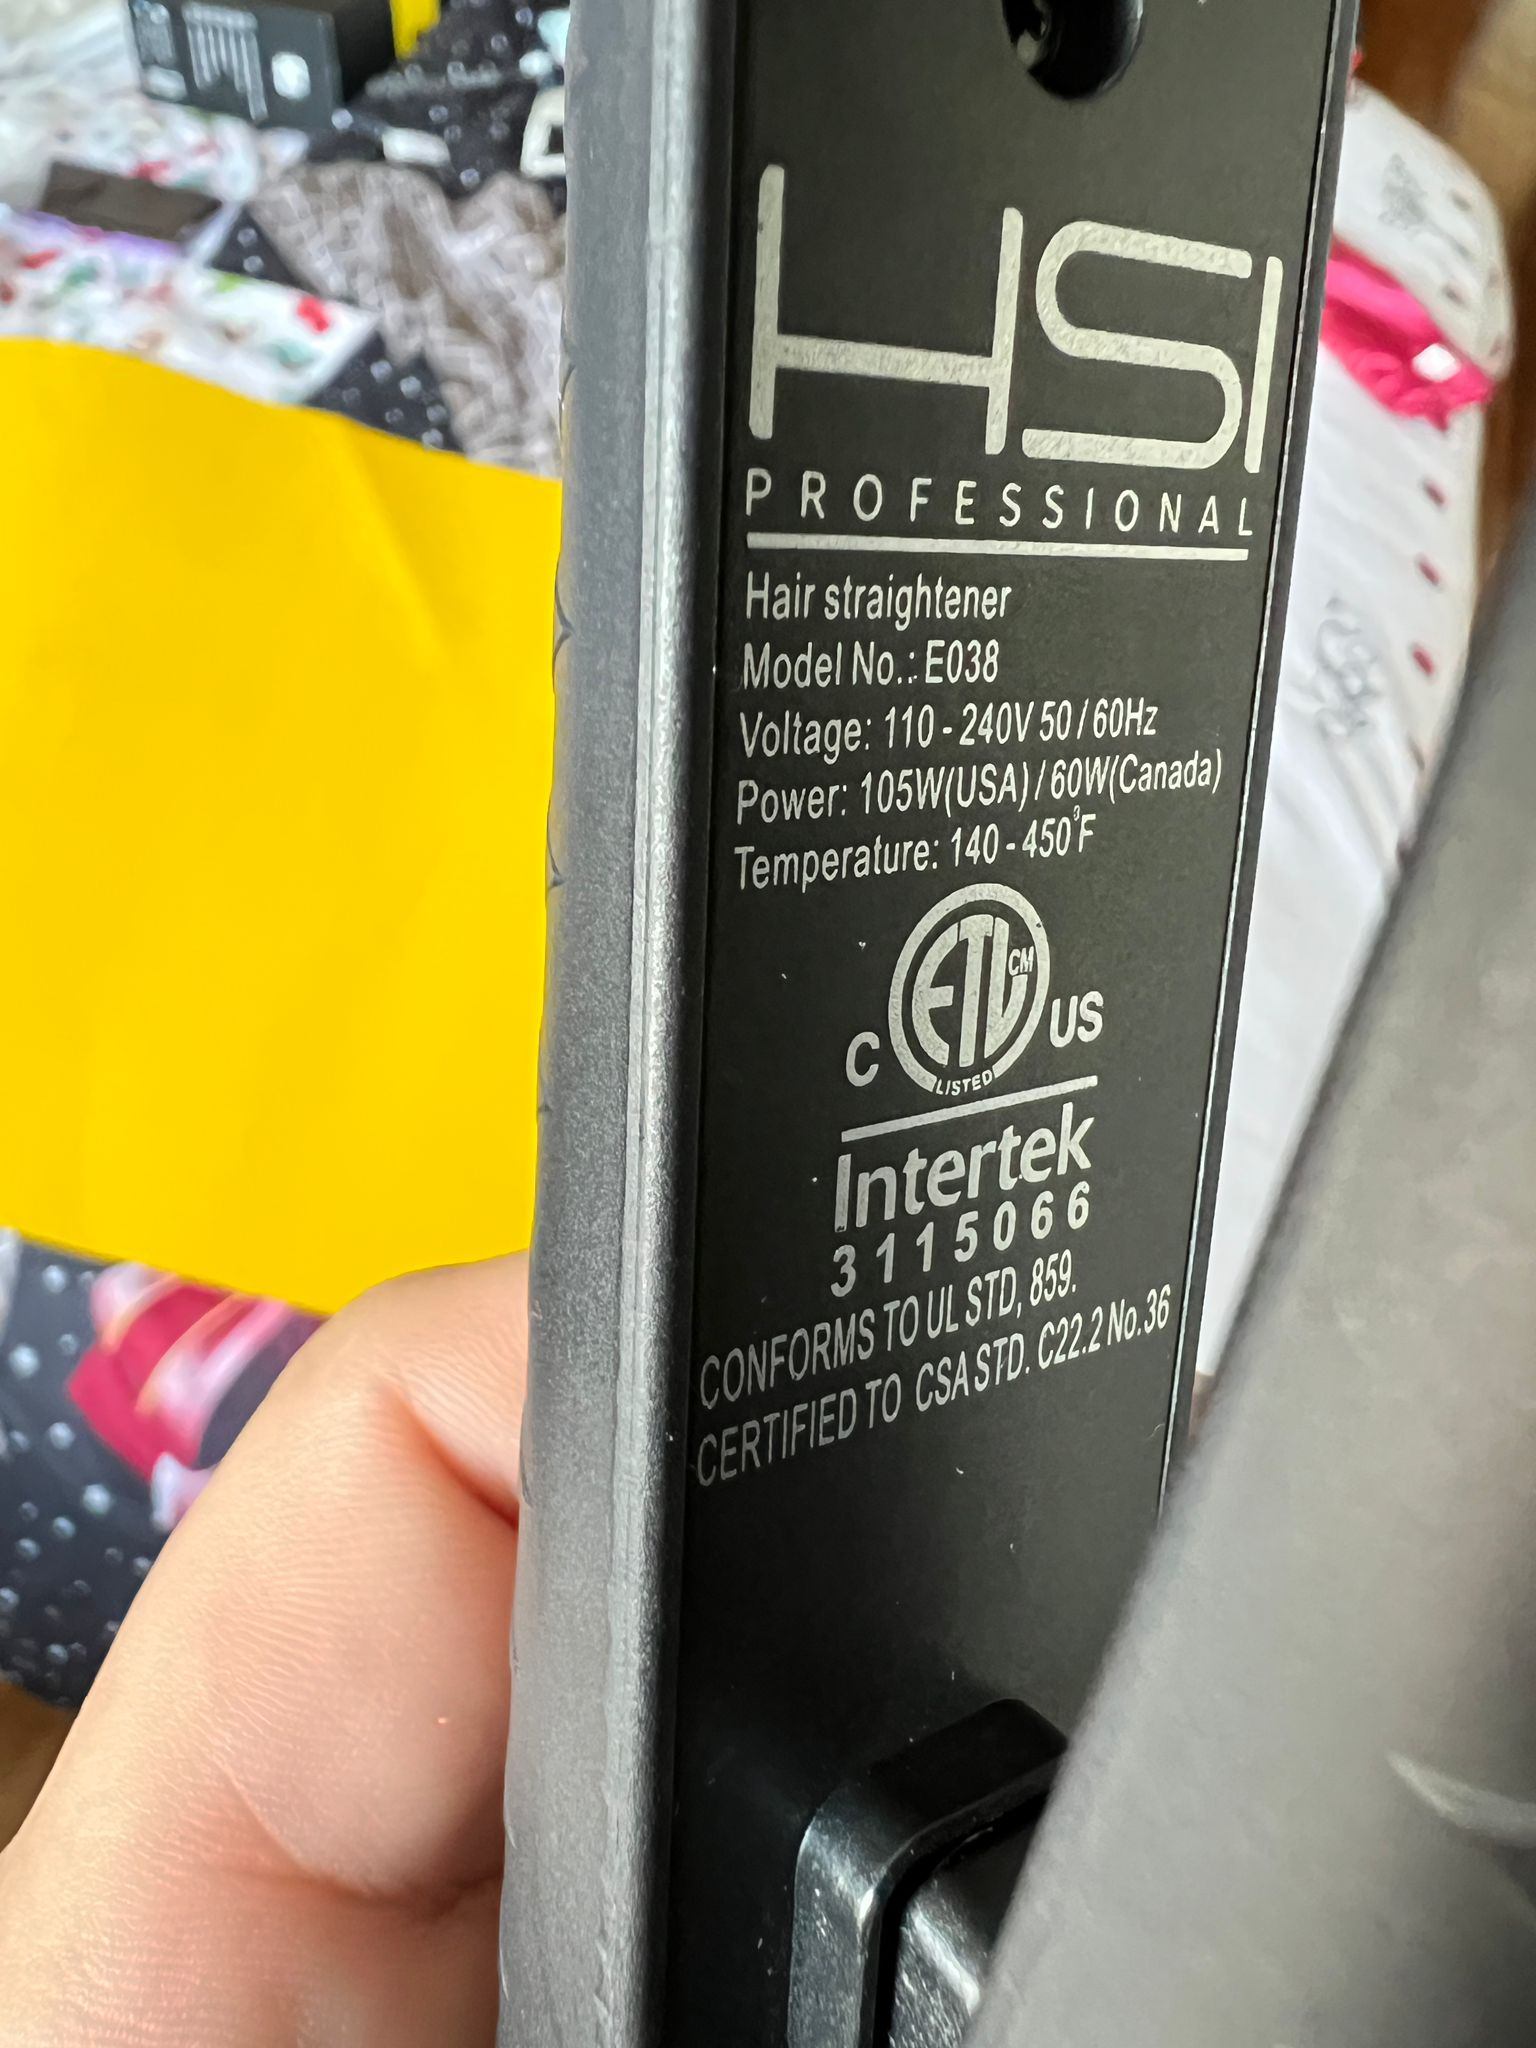 HSI
PROFESSIONAL
Hair straightener
Model No.: E038
Voltage: 110 - 240V 50 / 60Hz
Power: 105W(USA) / 60W(Canada)
Temperature: 140 - 450°F
C ETL CM US
LISTED
Intertek
3115066
CONFORMS TO UL STD, 859.
CERTIFIED TO CSA STD. C22.2 No.36